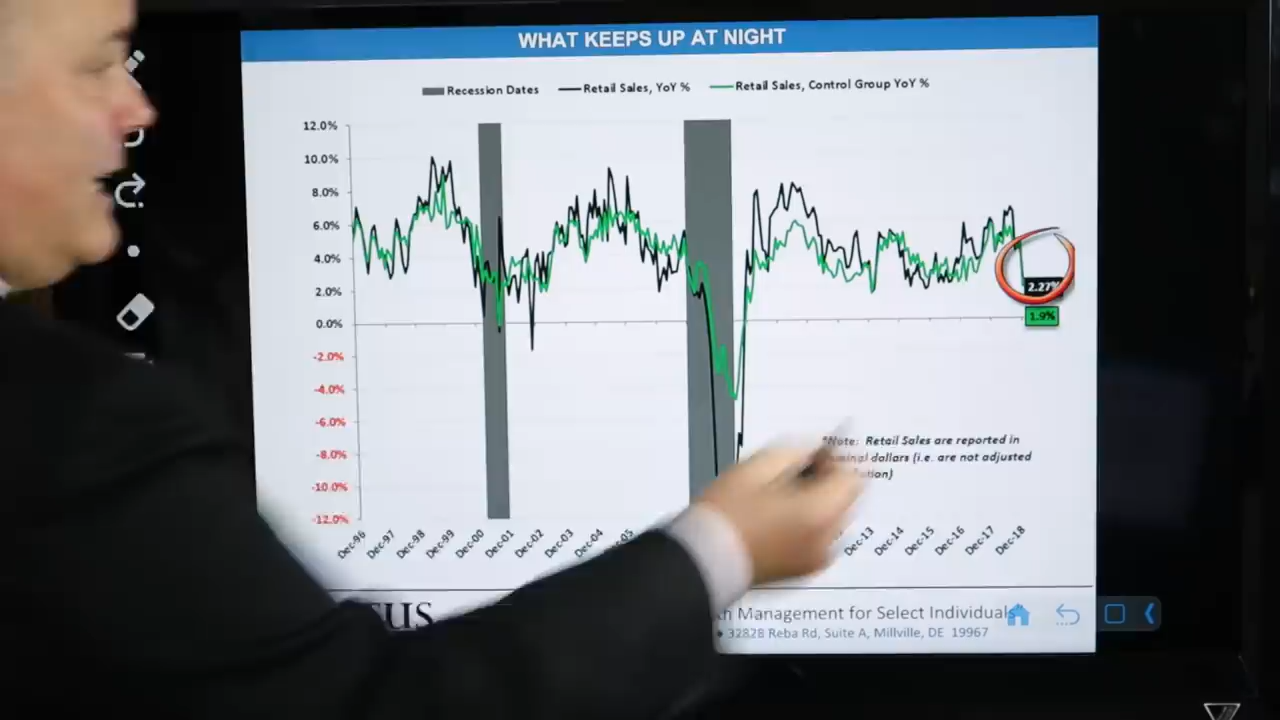 WHAT KEEPS UP AT NIGHT
Recession Dates Retail Sales, YoY % Retail Sales, Control Group YoY %
12.0%
10.0%
8.0%
6.0%
4.0%
2.0%
0.0%
-2.0%
-4.0%
-6.0%
-8.0%
-10.0%
-12.0%
2.27%
1.9%
*Note: Retail Sales are reported in
dollars (i.e. are not adjusted
Dec-96 Dec-97 Dec-98 Dec-99 Dec-00 Dec-01 Dec-02 Dec-03 Dec-04 Dec-13 Dec-14 Dec-15 Dec-16 Dec-17 Dec-18
Management for Select Individuals
• 32828 Reba Rd, Suite A, Millville, DE 19967